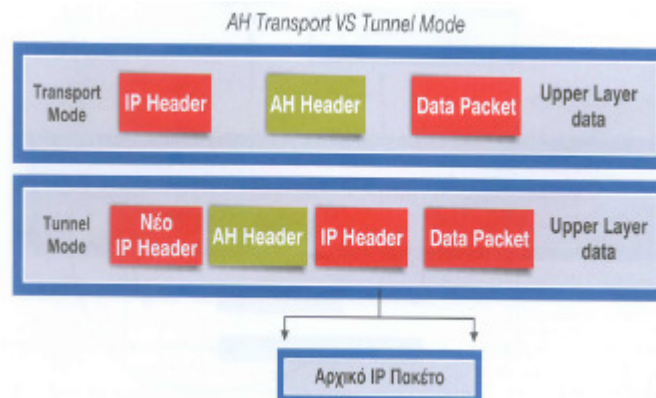 AH Transport VS Tunnel Mode
Transport
Mode
IP Header
AH Header
Data Packet
Upper Layer
data
Tunnel
Mode
Νέο
IP Header
AH Header
IP Header
Data Packet
Upper Layer
data
Αρχικό IP Πακέτο